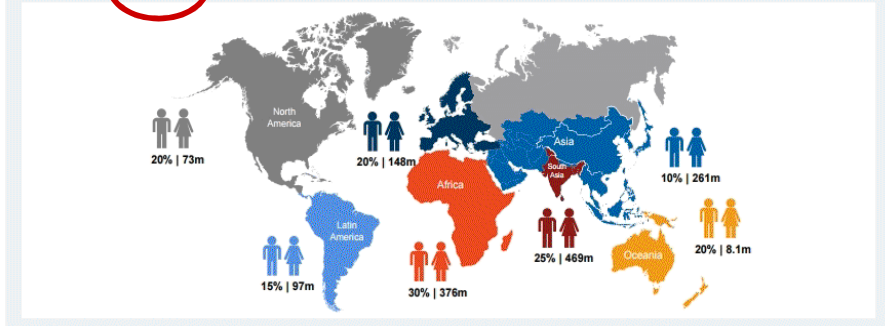 North
America
20% | 73m
20% | 148m
Asia
South
Asia
10% | 261m
Africa
Latin
America
20% | 8.1m
25% | 469m
Oceania
15% | 97m
30% | 376m